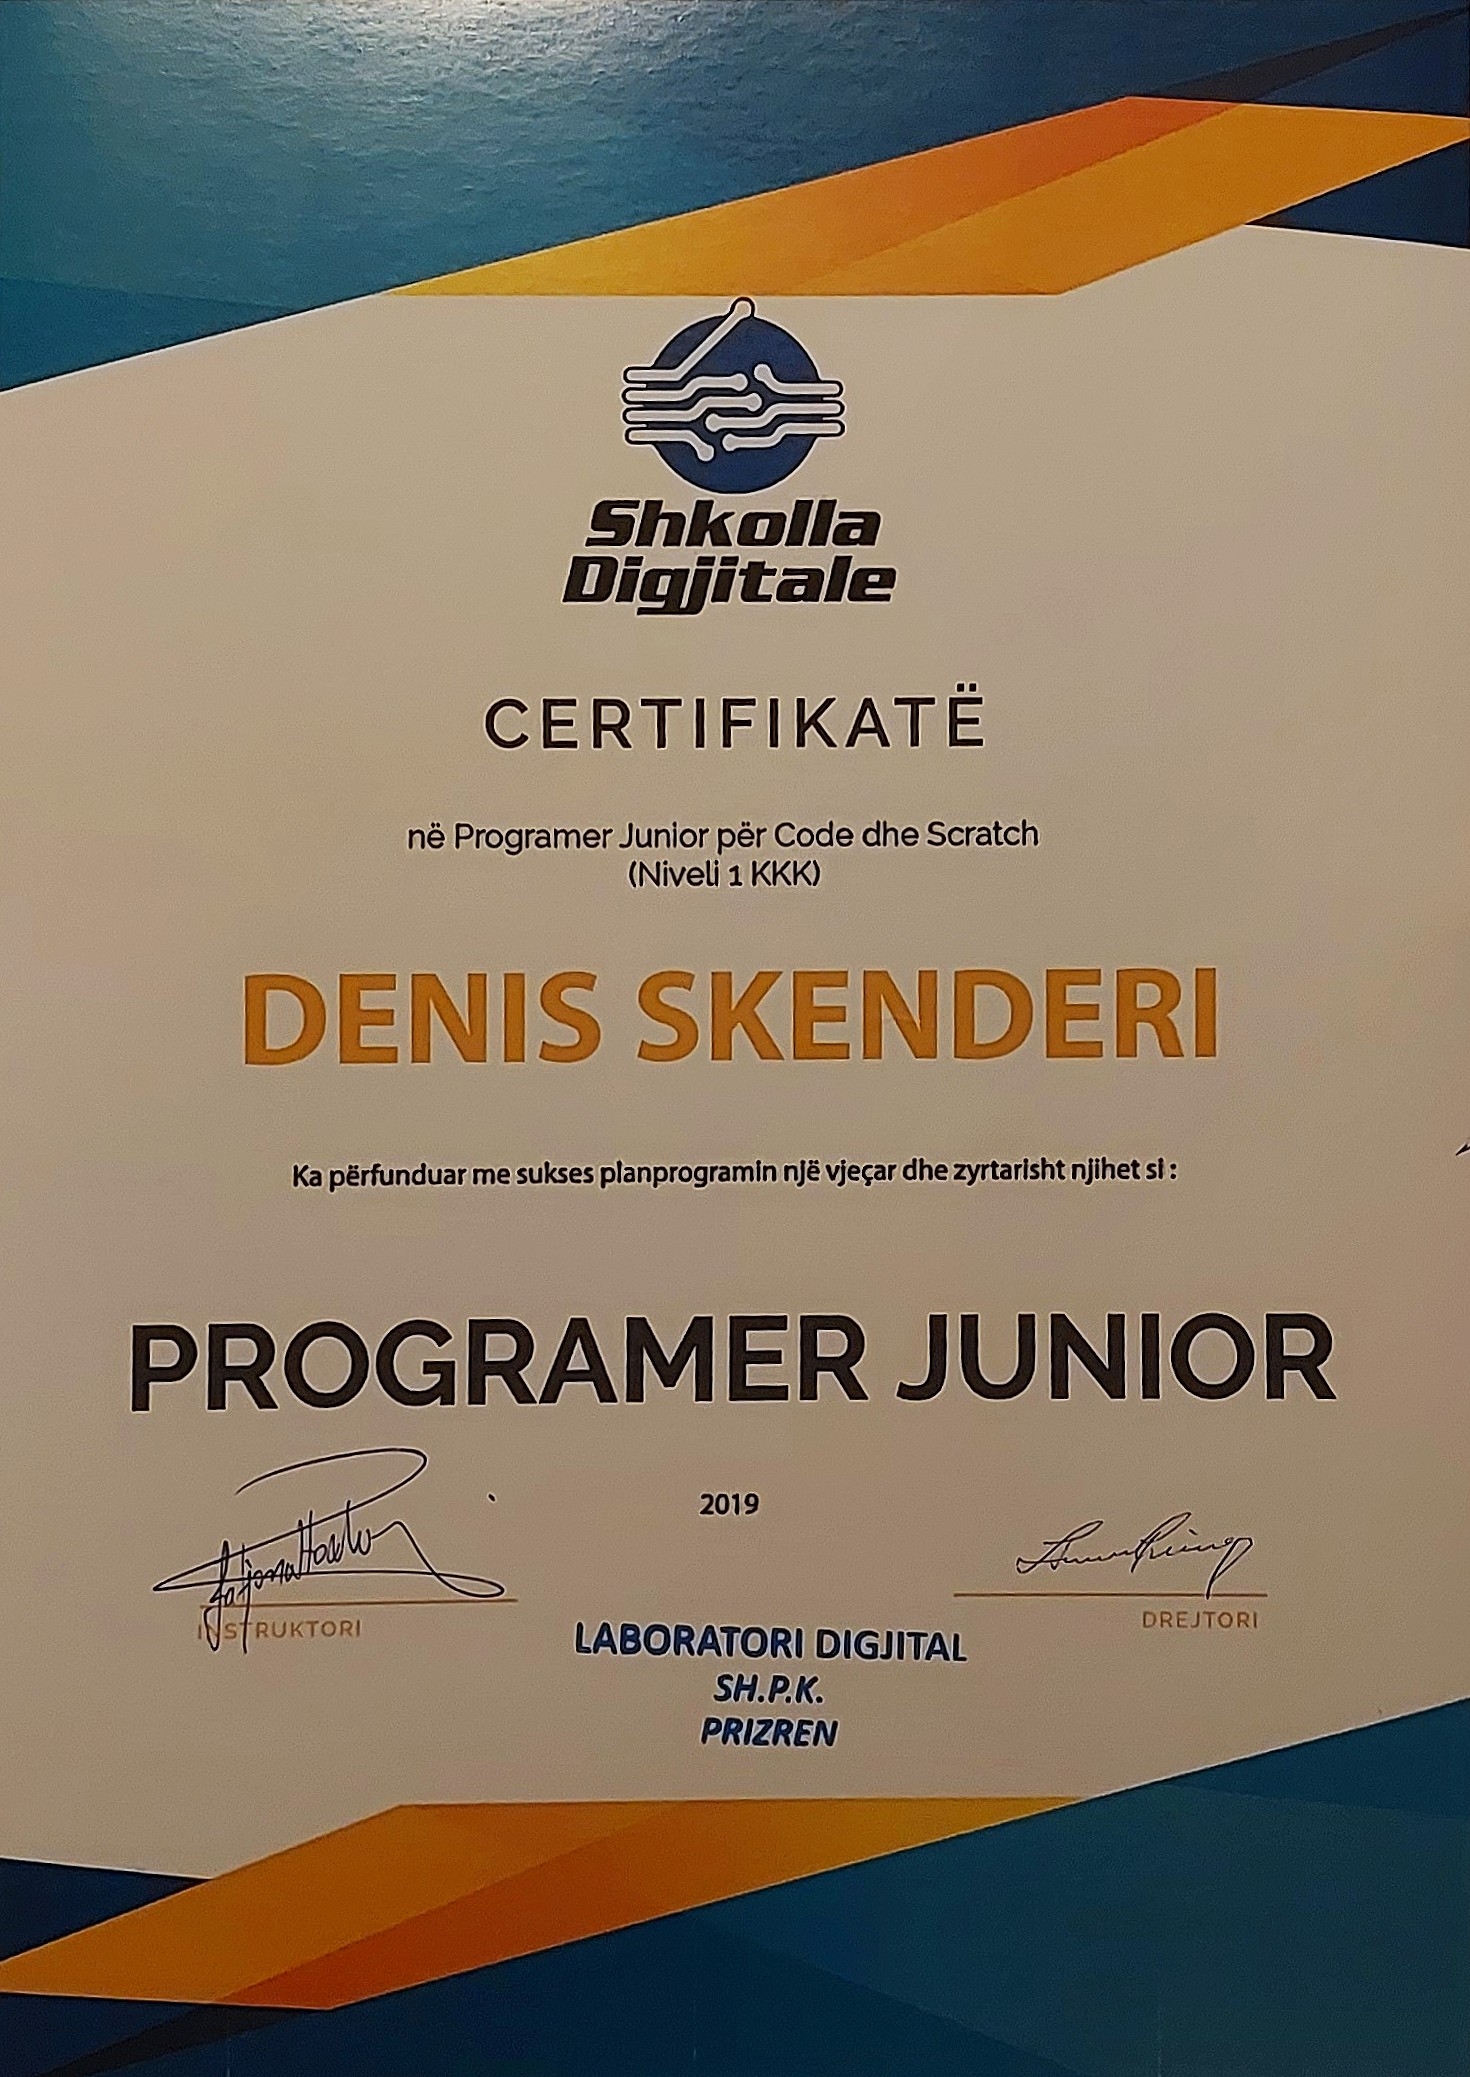 Shkolla
Digjitale
CERTIFIKATË
në Programer Junior për Code dhe Scratch
(Niveli 1 KKK)
DENIS SKENDERI
Ka përfunduar me sukses planprogramin një vjeçar dhe zyrtarisht njihet si :
PROGRAMER JUNIOR
2019
INSTRUKTORI
DREJTORI
LABORATORI DIGJITAL
SH.P.K.
PRIZREN